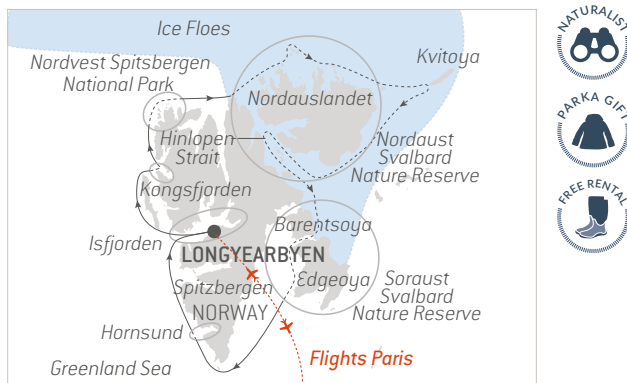 Ice Floes
Nordvest Spitsbergen
National Park
Kvitoya
Nordauslandet
Hinlopen
Strait
Nordaust
Svalbard
Nature Reserve
Kongsfjorden
Barentsoya
Isfjorden
LONGYEARBYEN
Spitzbergen
Edgeoya
NORWAY
Soraust
Svalbard
Nature Reserve
Hornsund
Greenland Sea
Flights Paris
NATURALIST
PARKA GIFT
FREE RENTAL